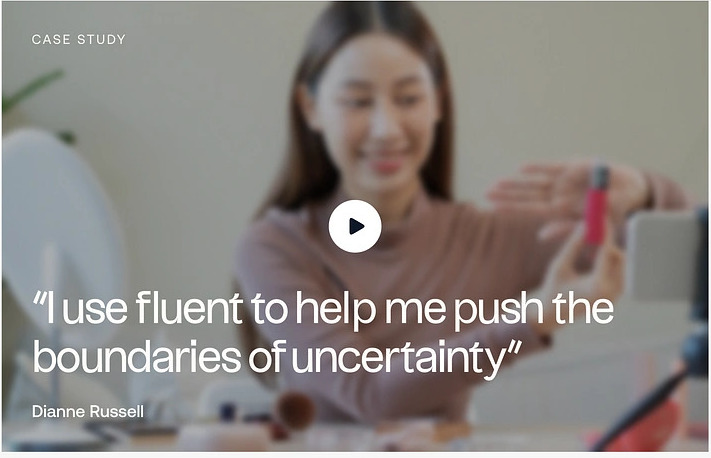 CASE STUDY
“I use fluent to help me push the
boundaries of uncertainty”
Dianne Russell